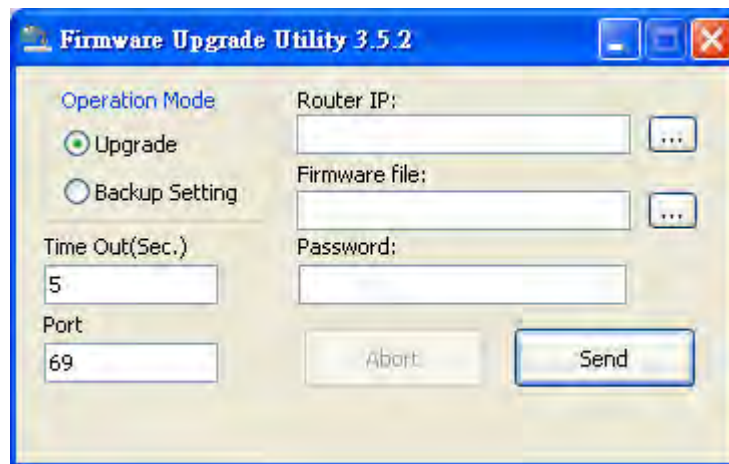 Firmware Upgrade Utility 3.5.2
Operation Mode
Upgrade
Backup Setting
Time Out(Sec.)
5
Port
69
Router IP:
...
Firmware file:
...
Password:
Abort
Send